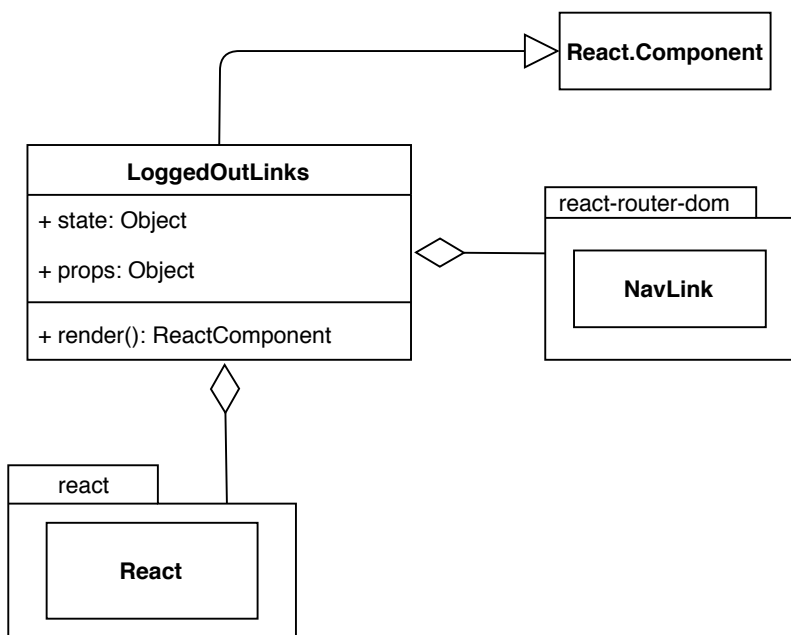 React.Component
LoggedOutLinks
+ state: Object
+ props: Object
+ render(): ReactComponent
react-router-dom
NavLink
react
React